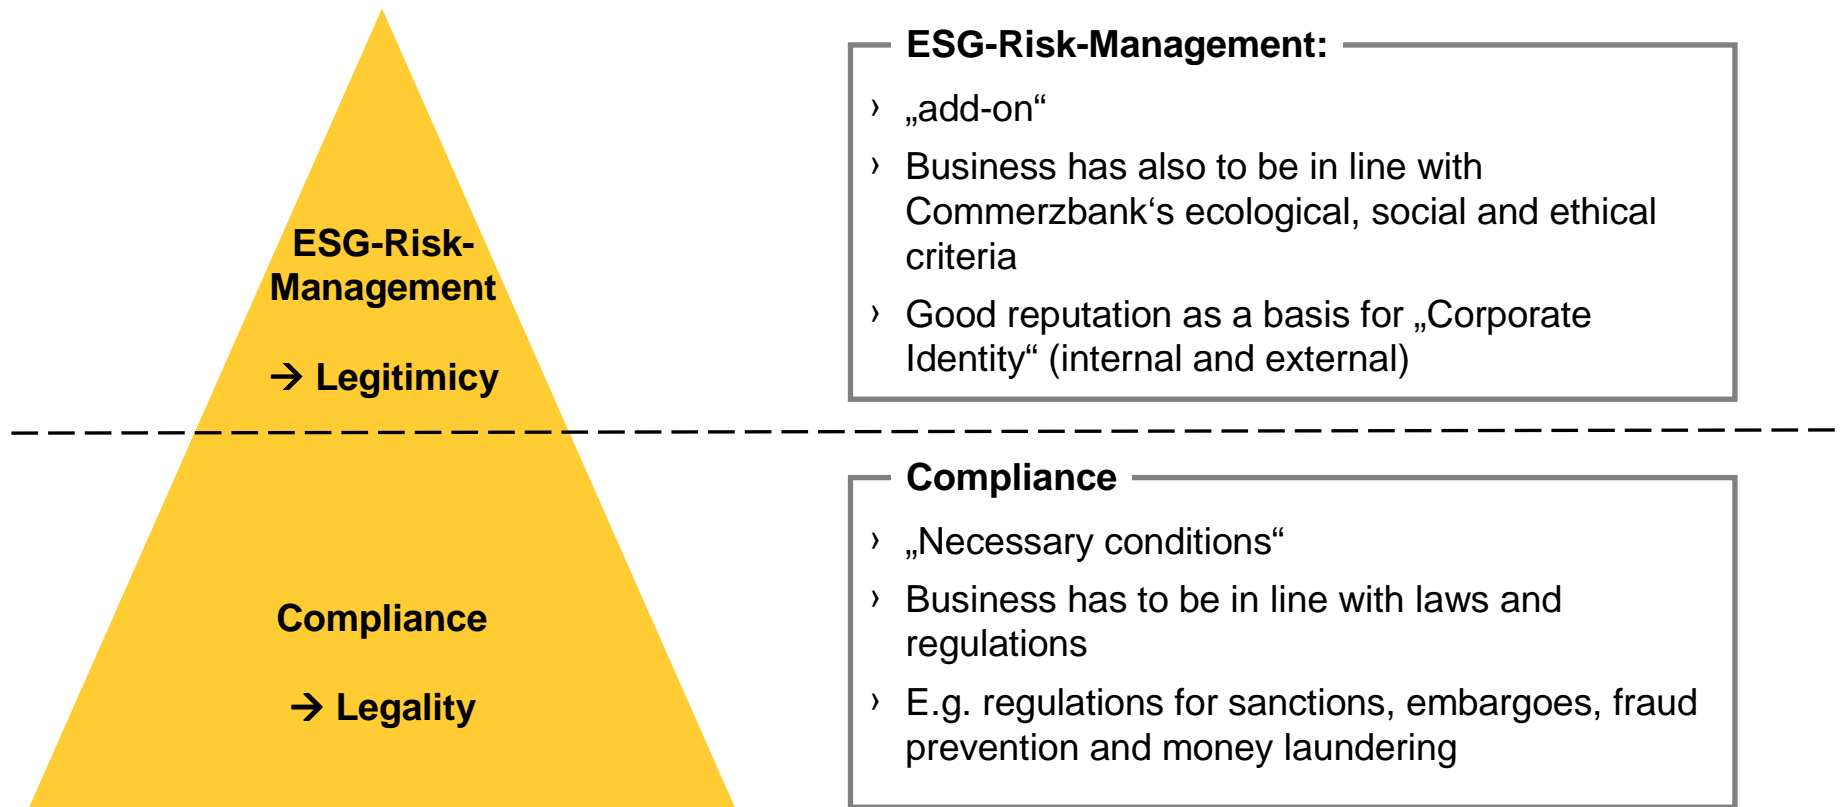 ESG-Risk-
Management
→ Legitimicy
Compliance
→ Legality
ESG-Risk-Management:
› „add-on“
› Business has also to be in line with
Commerzbank‘s ecological, social and ethical
criteria
› Good reputation as a basis for „Corporate
Identity“ (internal and external)
Compliance
› „Necessary conditions“
› Business has to be in line with laws and
regulations
› E.g. regulations for sanctions, embargoes, fraud
prevention and money laundering